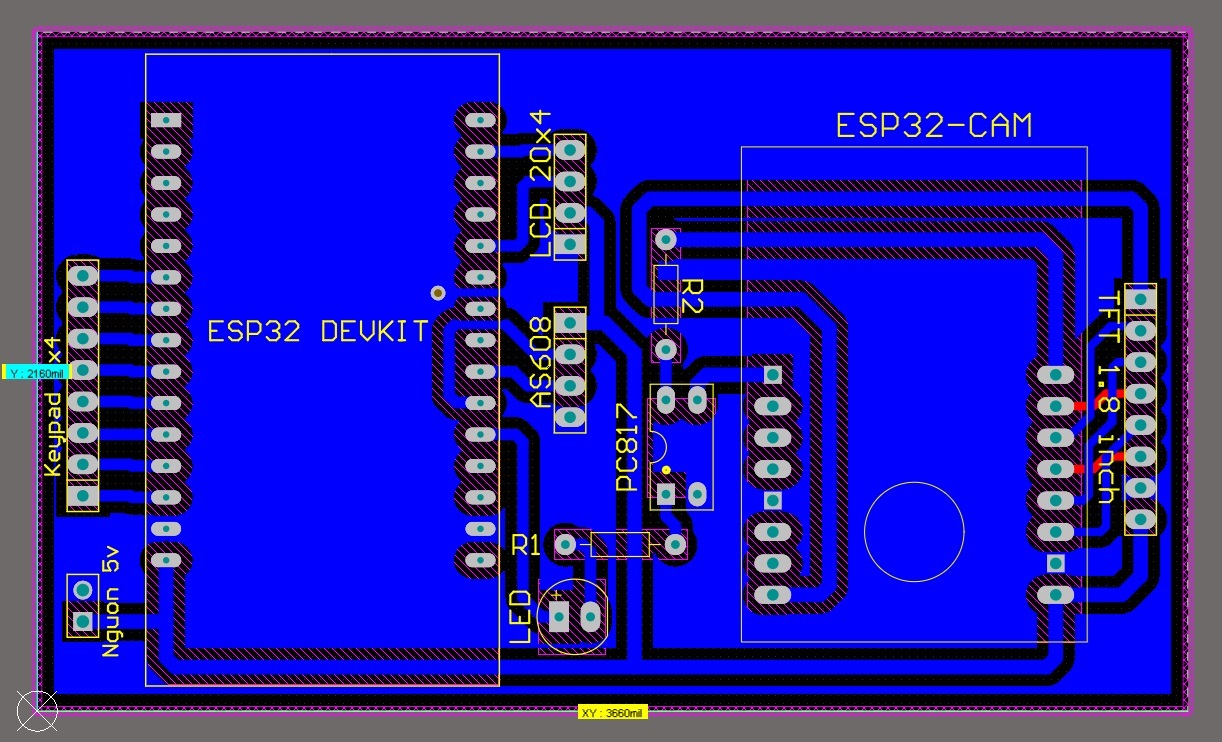 ESP32-CAM
LCD 20x4
R2
ESP32 DEVKIT
TFT 1.8 inch
AS608
Y : 2160mil
Keypad x4
PC817
R1
Nguon 5v
LED
+
XY : 3660mil